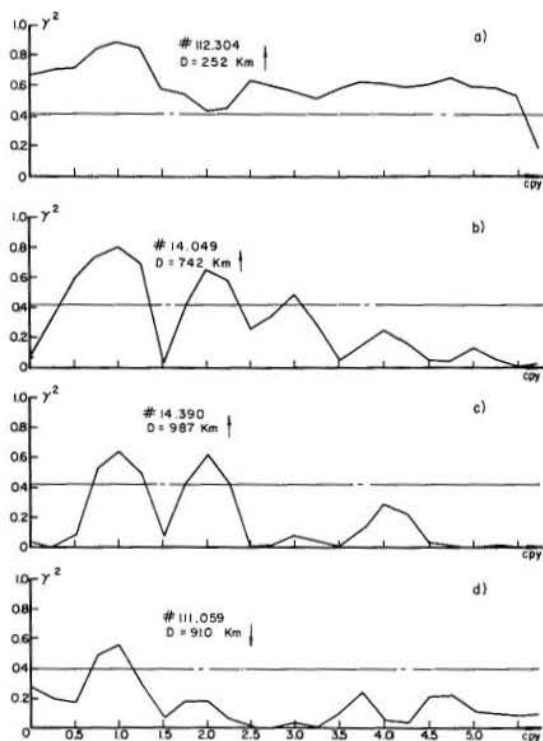 1.0 γ²
# 112.304
D = 252 Km
a)
0.8
0.6
0.4
0.2
0
cpy
1.0 γ²
# 14.049
D = 742 Km
b)
0.8
0.6
0.4
0.2
0
cpy
1.0 γ²
# 14.390
D = 987 Km
c)
0.8
0.6
0.4
0.2
0
cpy
1.0 γ²
# 111.059
D = 910 Km
d)
0.8
0.6
0.4
0.2
0
0.0 0.5 1.0 1.5 2.0 2.5 3.0 3.5 4.0 4.5 5.0 cpy